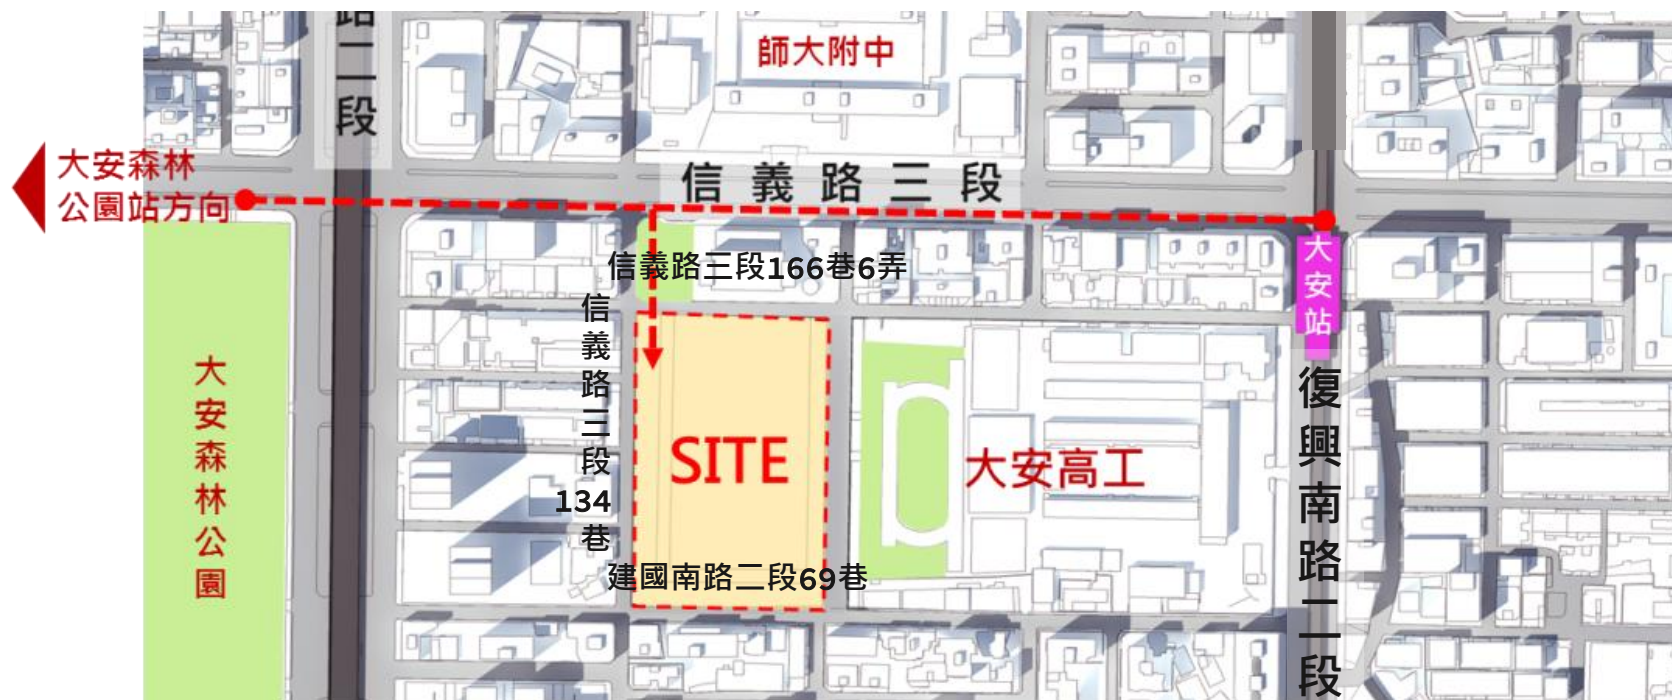 路二段
師大附中
大安森林
公園站方向
信義路三段
信義路三段166巷6弄
大安站
信義路三段134巷
大安森林公園
SITE
大安高工
復興南路二段
建國南路二段69巷